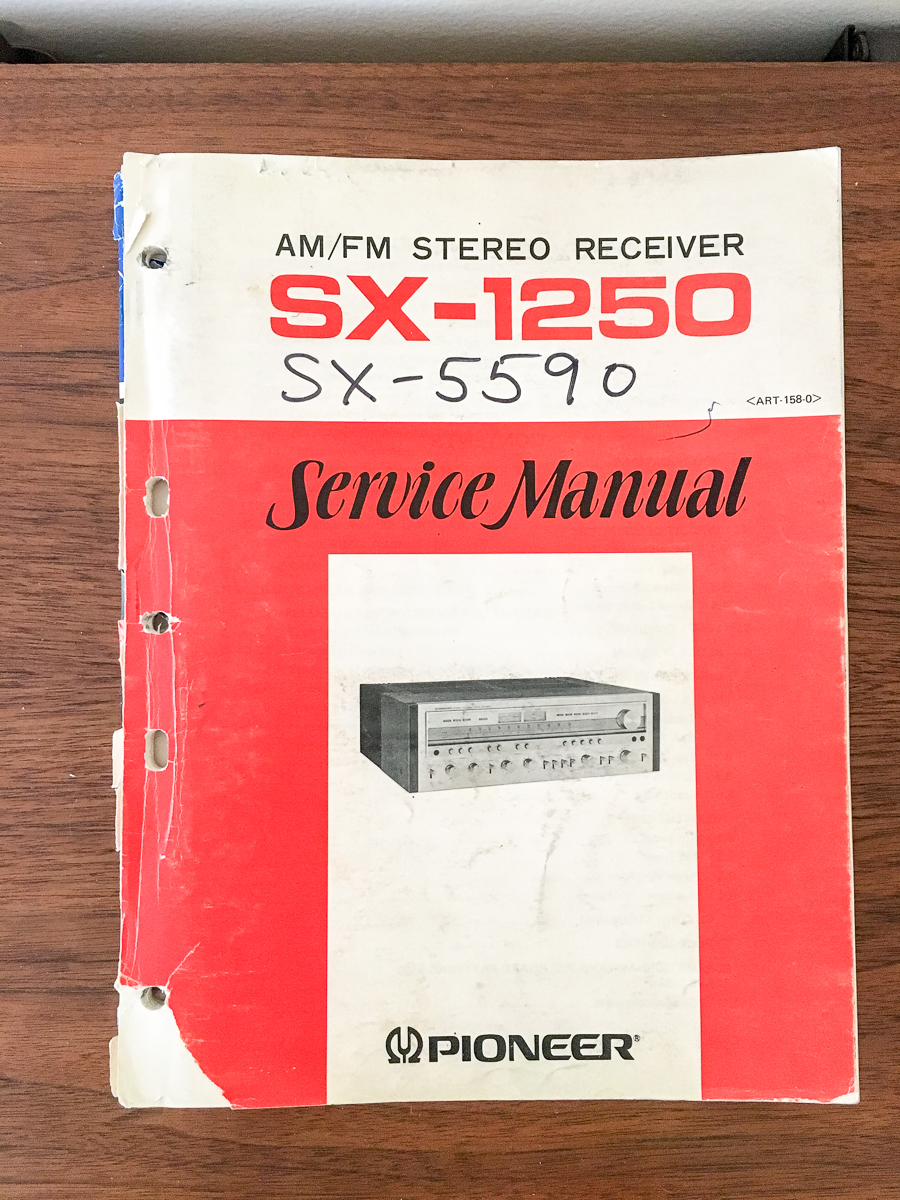 AM/FM STEREO RECEIVER
SX-1250
SX-5590
<ART-158-0>
Service Manual
PIONEER®